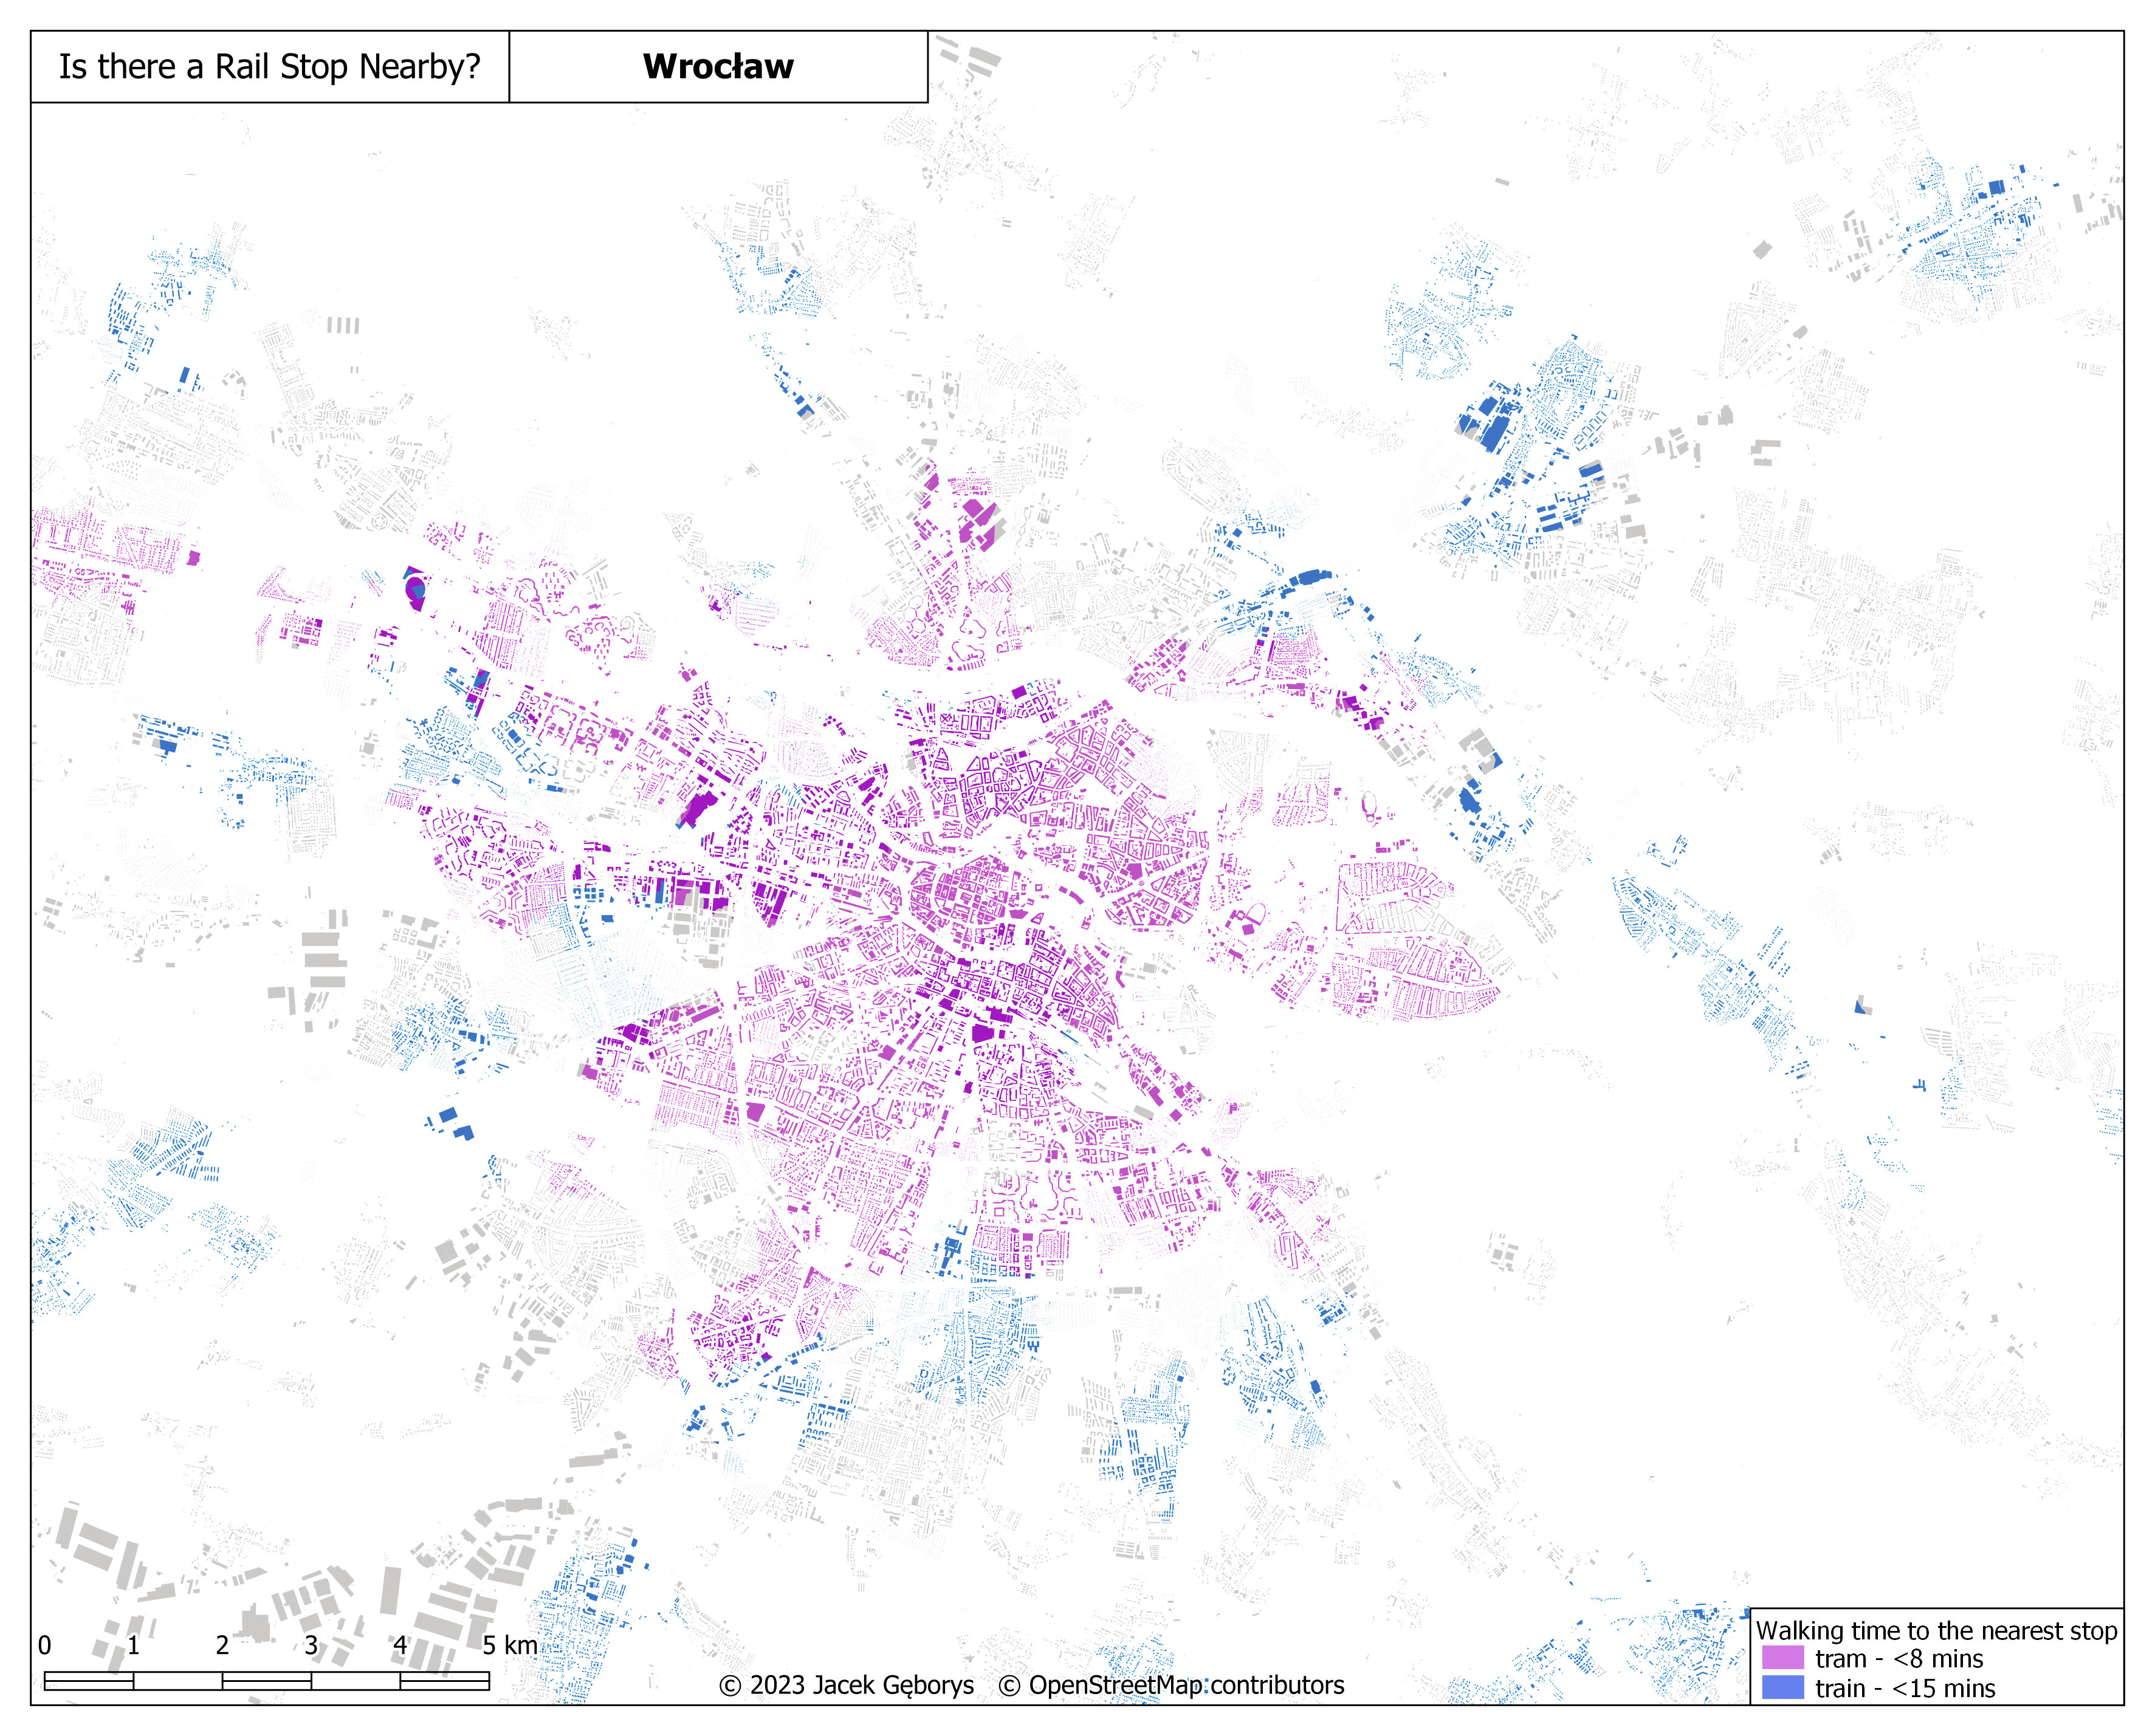 Is there a Rail Stop Nearby?
Wrocław
0 1 2 3 4 5 km
© 2023 Jacek Gęborys © OpenStreetMap contributors
Walking time to the nearest stop
tram - <8 mins
train - <15 mins